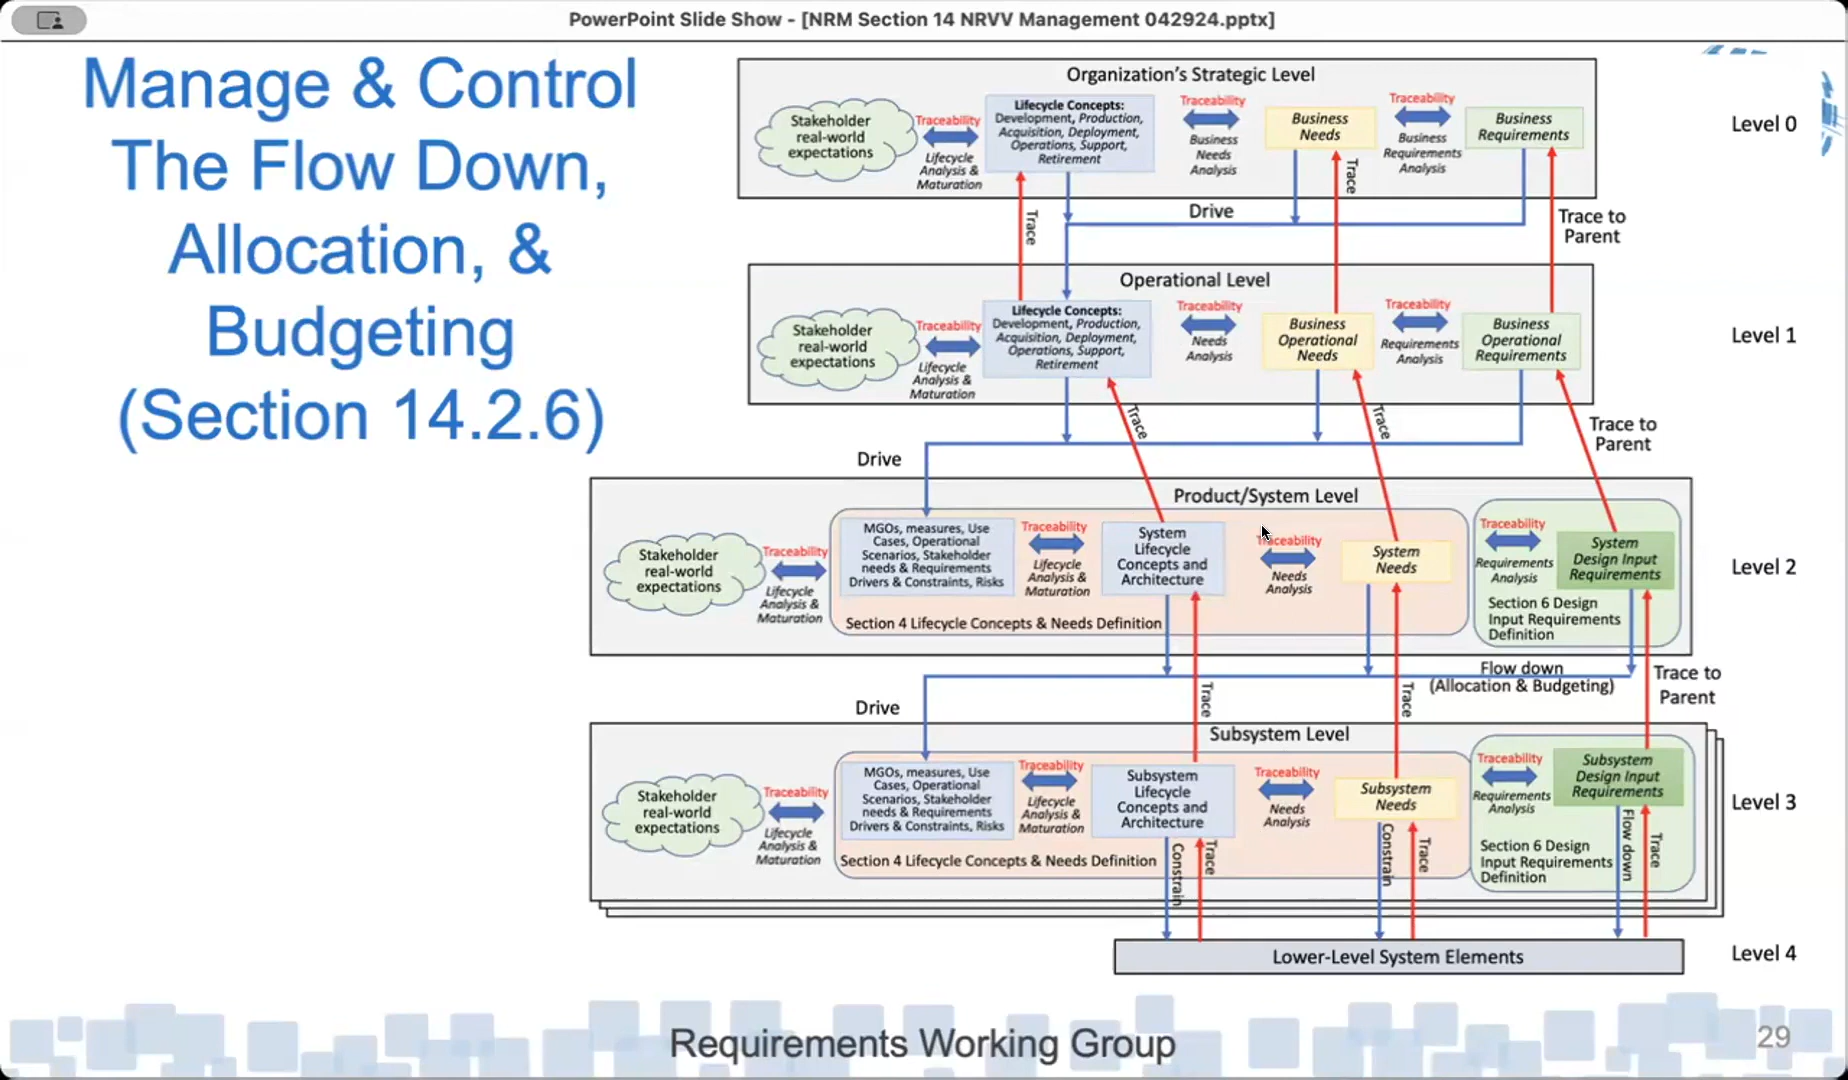 PowerPoint Slide Show - [NRM Section 14 NRVV Management 042924.pptx]
Manage & Control
The Flow Down,
Allocation, &
Budgeting
(Section 14.2.6)
Organization's Strategic Level
Level 0
Stakeholder
real-world
expectations
Traceability
Lifecycle
Analysis &
Maturation
Lifecycle Concepts:
Development, Production,
Acquisition, Deployment,
Operations, Support,
Retirement
Traceability
Business
Needs
Analysis
Business
Needs
Traceability
Business
Requirements
Analysis
Business
Requirements
Trace
Drive
Trace
Trace to
Parent
Operational Level
Level 1
Stakeholder
real-world
expectations
Traceability
Lifecycle
Analysis &
Maturation
Lifecycle Concepts:
Development, Production,
Acquisition, Deployment,
Operations, Support,
Retirement
Traceability
Needs
Analysis
Business
Operational
Needs
Traceability
Requirements
Analysis
Business
Operational
Requirements
Drive
Trace
Trace
Trace to
Parent
Product/System Level
Level 2
Stakeholder
real-world
expectations
Traceability
Lifecycle
Analysis &
Maturation
MGOs, measures, Use
Cases, Operational
Scenarios, Stakeholder
needs & Requirements
Drivers & Constraints, Risks
Traceability
Lifecycle
Analysis &
Maturation
System
Lifecycle
Concepts and
Architecture
Traceability
Needs
Analysis
System
Needs
Section 4 Lifecycle Concepts & Needs Definition
Traceability
Requirements
Analysis
System
Design Input
Requirements
Section 6 Design
Input Requirements
Definition
Drive
Trace
Trace
Flow down
(Allocation & Budgeting)
Trace to
Parent
Subsystem Level
Level 3
Stakeholder
real-world
expectations
Traceability
Lifecycle
Analysis &
Maturation
MGOs, measures, Use
Cases, Operational
Scenarios, Stakeholder
needs & Requirements
Drivers & Constraints, Risks
Traceability
Lifecycle
Analysis &
Maturation
Subsystem
Lifecycle
Concepts and
Architecture
Traceability
Needs
Analysis
Subsystem
Needs
Section 4 Lifecycle Concepts & Needs Definition
Traceability
Requirements
Analysis
Subsystem
Design Input
Requirements
Section 6 Design
Input Requirements
Definition
Constrain
Trace
Constrain
Trace
Flow down
Trace
Lower-Level System Elements
Level 4
Requirements Working Group
29